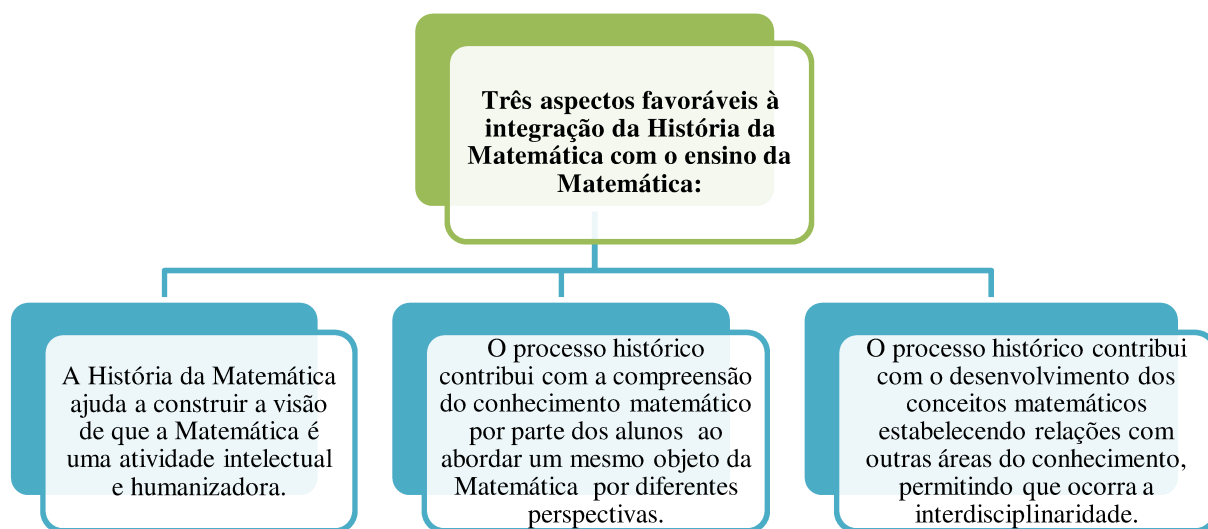 Três aspectos favoráveis à
integração da História da
Matemática com o ensino da
Matemática:
A História da Matemática
ajuda a construir a visão
de que a Matemática é
uma atividade intelectual
e humanizadora.
O processo histórico
contribui com a compreensão
do conhecimento matemático
por parte dos alunos ao
abordar um mesmo objeto da
Matemática por diferentes
perspectivas.
O processo histórico contribui
com o desenvolvimento dos
conceitos matemáticos
estabelecendo relações com
outras áreas do conhecimento,
permitindo que ocorra a
interdisciplinaridade.